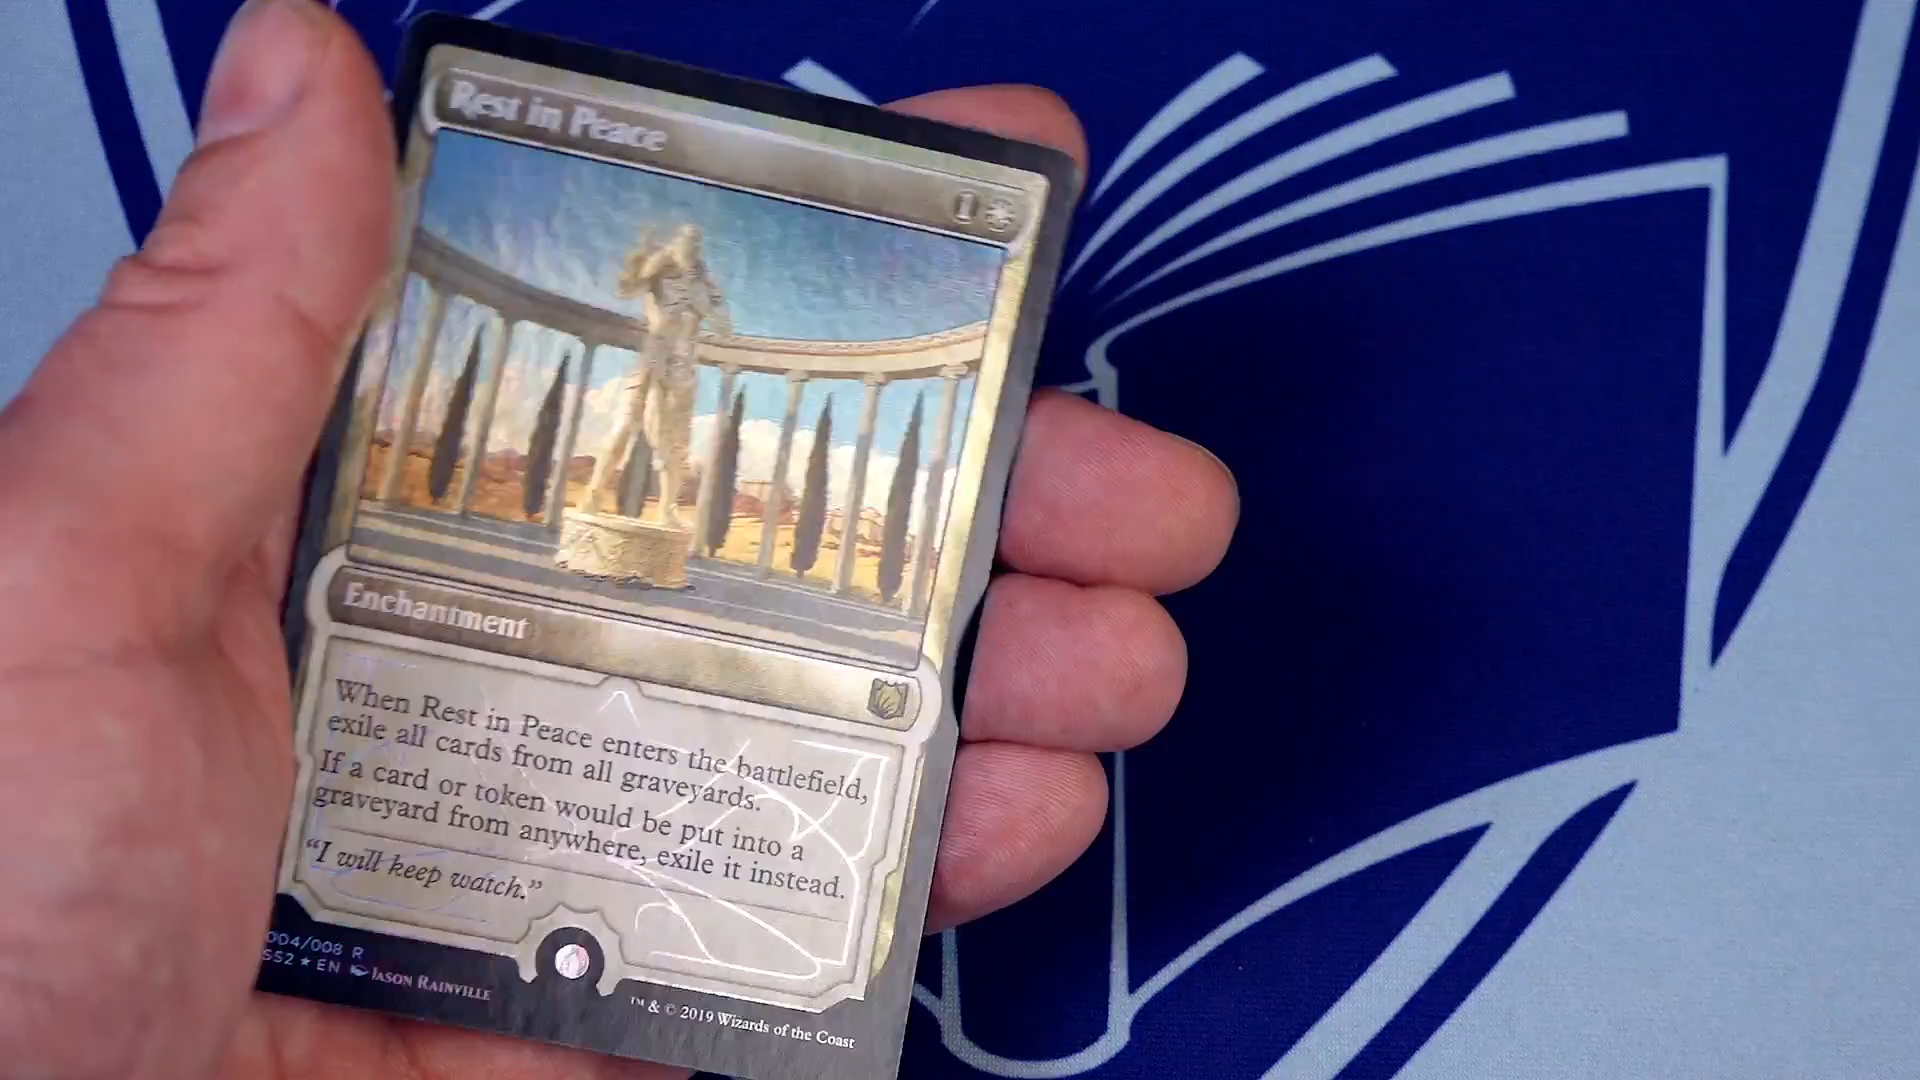 Rest in Peace
1
Enchantment
When Rest in Peace enters the battlefield,
exile all cards from all graveyards.
If a card or token would be put into a
graveyard from anywhere, exile it instead.
“I will keep watch.”
004/008 R
SS2 ★ EN JASON RAINVILLE
™ & © 2019 Wizards of the Coast